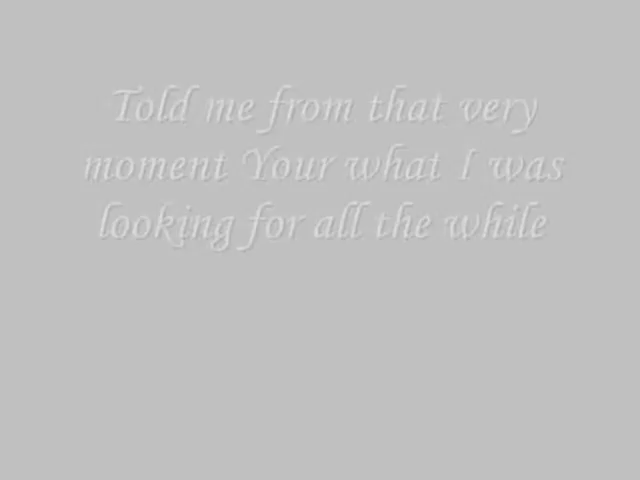 Told me from that very
moment Your what I was
looking for all the while